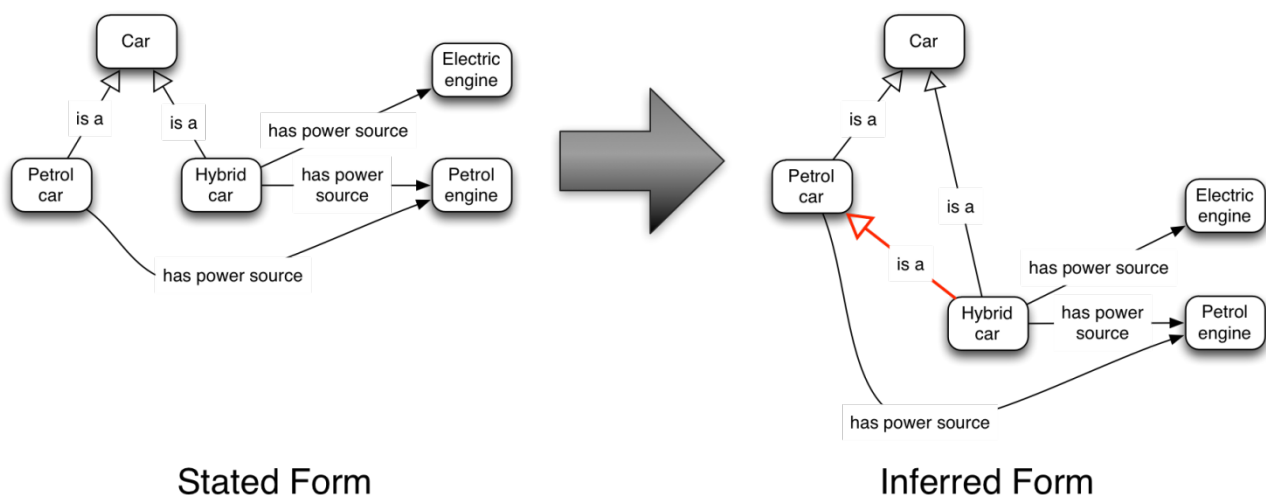 Car
Electric
engine
is a
is a
has power source
Petrol
car
Hybrid
car
has power
source
Petrol
engine
has power source
Stated Form
Car
is a
Petrol
car
is a
Electric
engine
is a
has power source
Hybrid
car
has power
source
Petrol
engine
has power source
Inferred Form